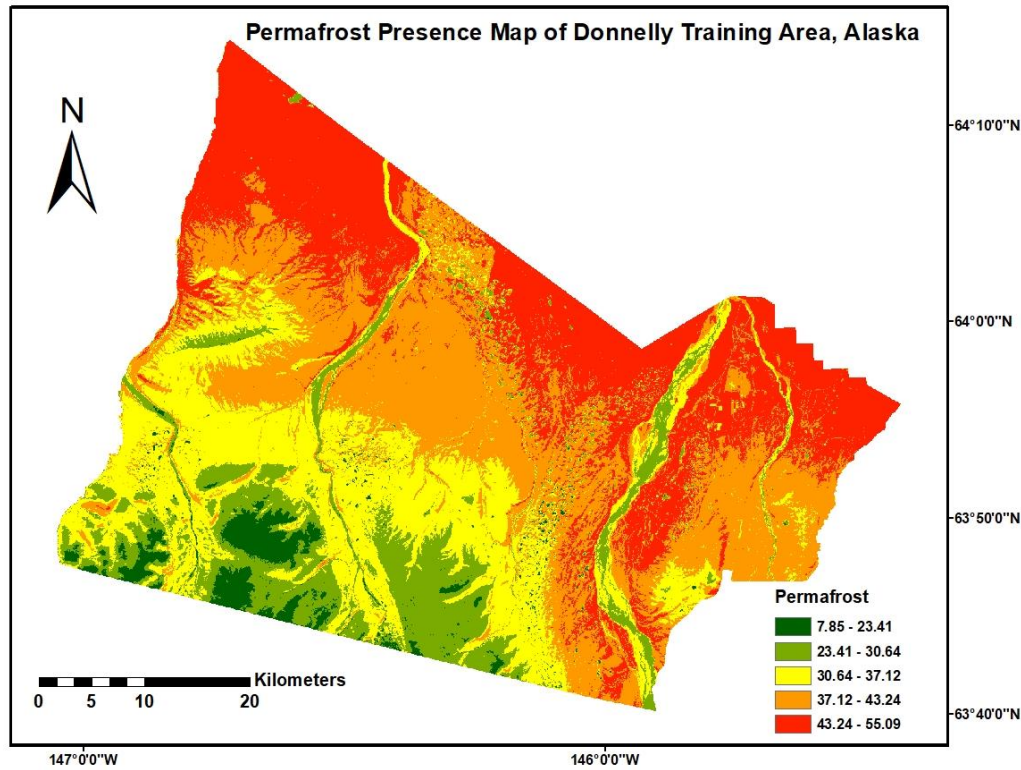 Permafrost Presence Map of Donnelly Training Area, Alaska
N
64°10'0"N
64°0'0"N
63°50'0"N
Permafrost
7.85 - 23.41
23.41 - 30.64
30.64 - 37.12
37.12 - 43.24
43.24 - 55.09
Kilometers
0 5 10 20
63°40'0"N
147°0'0"W 146°0'0"W